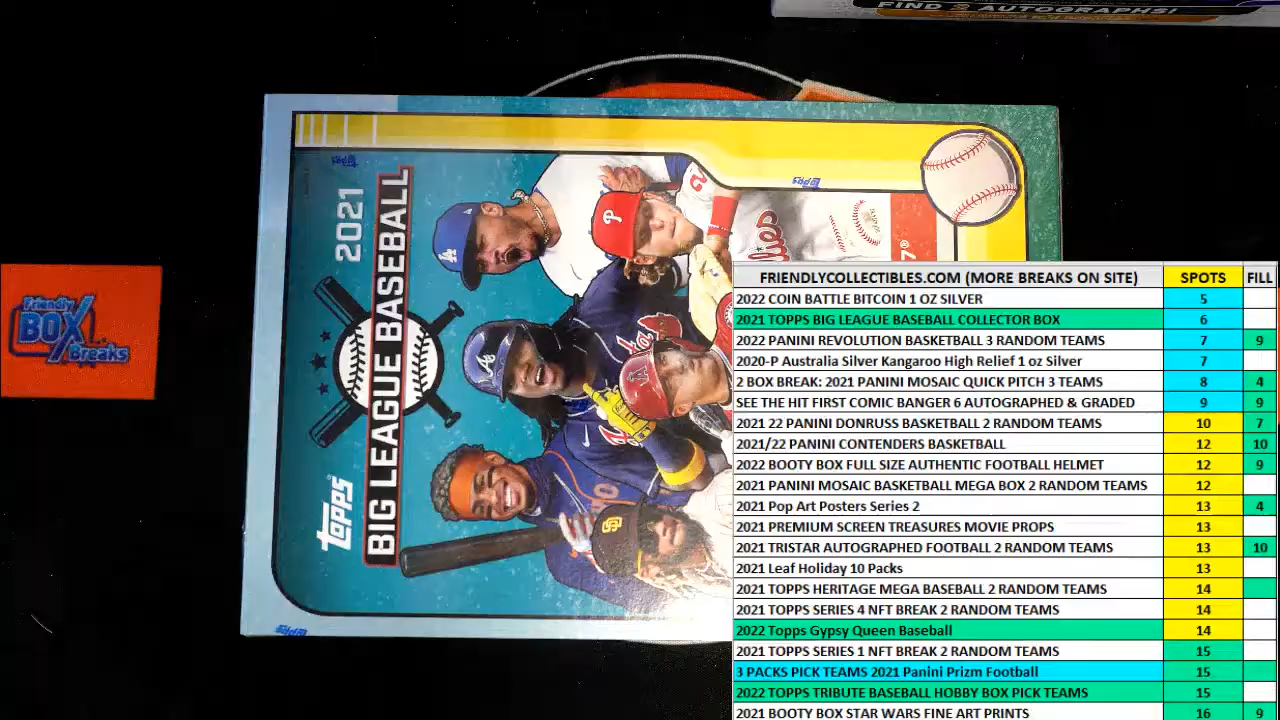 FIND 2 AUTOGRAPHS!
2021
BIG LEAGUE BASEBALL
topps
Friendly
BOX
Breaks
FRIENDLYCOLLECTIBLES.COM (MORE BREAKS ON SITE) SPOTS FILL
2022 COIN BATTLE BITCOIN 1 OZ SILVER 5
2021 TOPPS BIG LEAGUE BASEBALL COLLECTOR BOX 6
2022 PANINI REVOLUTION BASKETBALL 3 RANDOM TEAMS 7 9
2020-P Australia Silver Kangaroo High Relief 1 oz Silver 7
2 BOX BREAK: 2021 PANINI MOSAIC QUICK PITCH 3 TEAMS 8 4
SEE THE HIT FIRST COMIC BANGER 6 AUTOGRAPHED & GRADED 9 9
2021 22 PANINI DONRUSS BASKETBALL 2 RANDOM TEAMS 10 7
2021/22 PANINI CONTENDERS BASKETBALL 12 10
2022 BOOTY BOX FULL SIZE AUTHENTIC FOOTBALL HELMET 12 9
2021 PANINI MOSAIC BASKETBALL MEGA BOX 2 RANDOM TEAMS 12
2021 Pop Art Posters Series 2 13 4
2021 PREMIUM SCREEN TREASURES MOVIE PROPS 13
2021 TRISTAR AUTOGRAPHED FOOTBALL 2 RANDOM TEAMS 13 10
2021 Leaf Holiday 10 Packs 13
2021 TOPPS HERITAGE MEGA BASEBALL 2 RANDOM TEAMS 14
2021 TOPPS SERIES 4 NFT BREAK 2 RANDOM TEAMS 14
2022 Topps Gypsy Queen Baseball 14
2021 TOPPS SERIES 1 NFT BREAK 2 RANDOM TEAMS 15
3 PACKS PICK TEAMS 2021 Panini Prizm Football 15
2022 TOPPS TRIBUTE BASEBALL HOBBY BOX PICK TEAMS 15
2021 BOOTY BOX STAR WARS FINE ART PRINTS 16 9